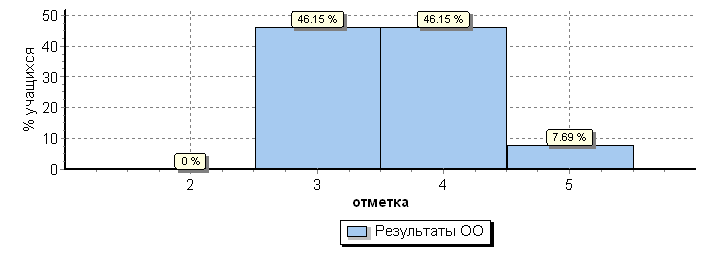 50
40
30
20
10
0
% учащихся
46.15 %
46.15 %
7.69 %
0 %
2 3 4 5
отметка
Результаты ОО